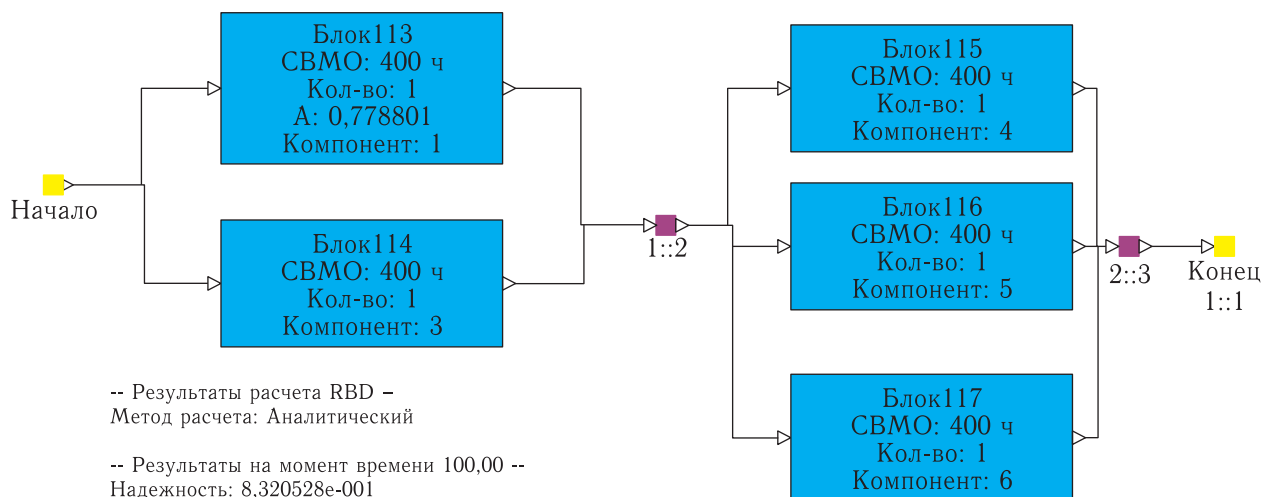 Начало
Блок113
СВМО: 400 ч
Кол-во: 1
А: 0,778801
Компонент: 1
Блок114
СВМО: 400 ч
Кол-во: 1
Компонент: 3
1::2
Блок115
СВМО: 400 ч
Кол-во: 1
Компонент: 4
Блок116
СВМО: 400 ч
Кол-во: 1
Компонент: 5
Блок117
СВМО: 400 ч
Кол-во: 1
Компонент: 6
2::3
Конец
1::1
-- Результаты расчета RBD –
Метод расчета: Аналитический
-- Результаты на момент времени 100,00 --
Надежность: 8,320528e-001